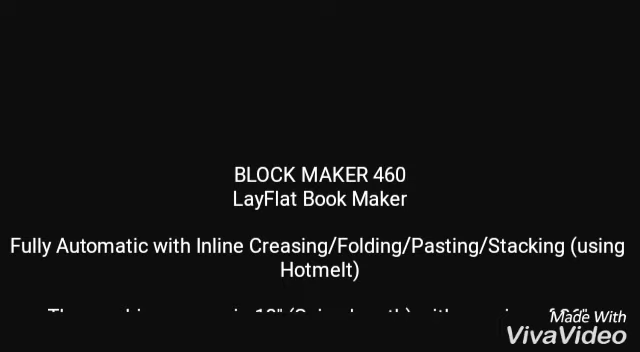 BLOCK MAKER 460
LayFlat Book Maker
Fully Automatic with Inline Creasing/Folding/Pasting/Stacking (using
Hotmelt)
Made With
VivaVideo